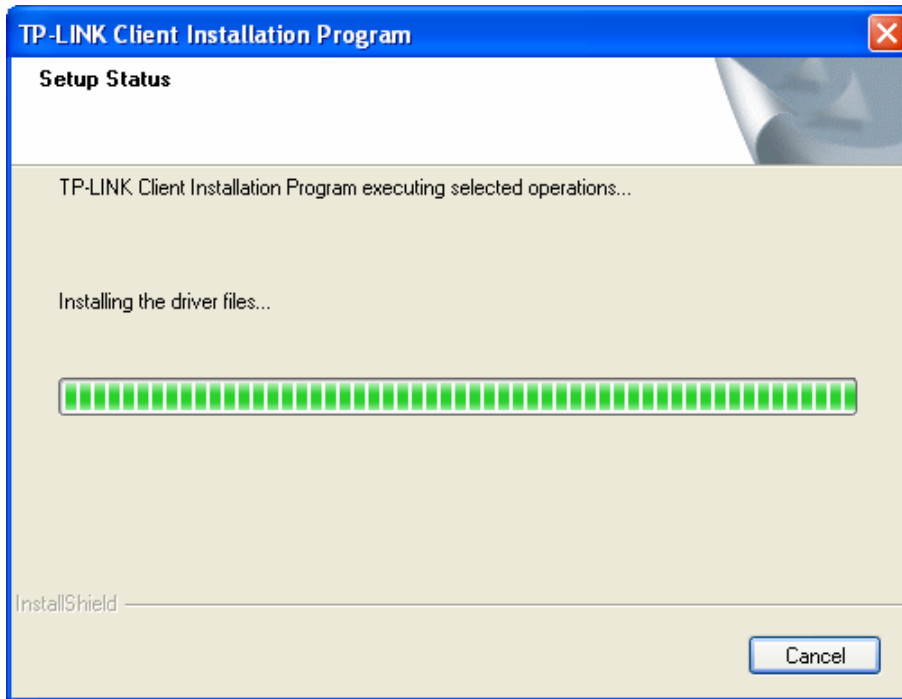 TP-LINK Client Installation Program
Setup Status
TP-LINK Client Installation Program executing selected operations...
Installing the driver files...
InstallShield
Cancel